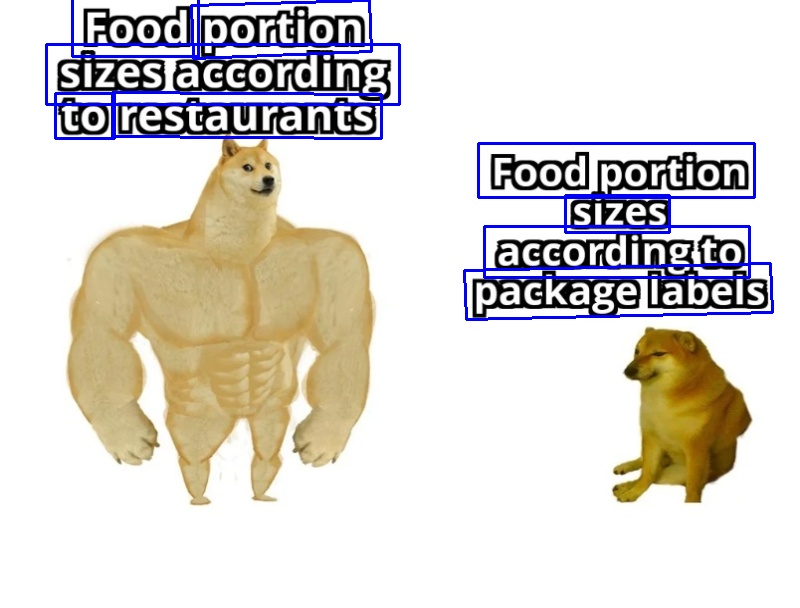 Food portion
sizes according
to restaurants
Food portion
sizes
according to
package labels